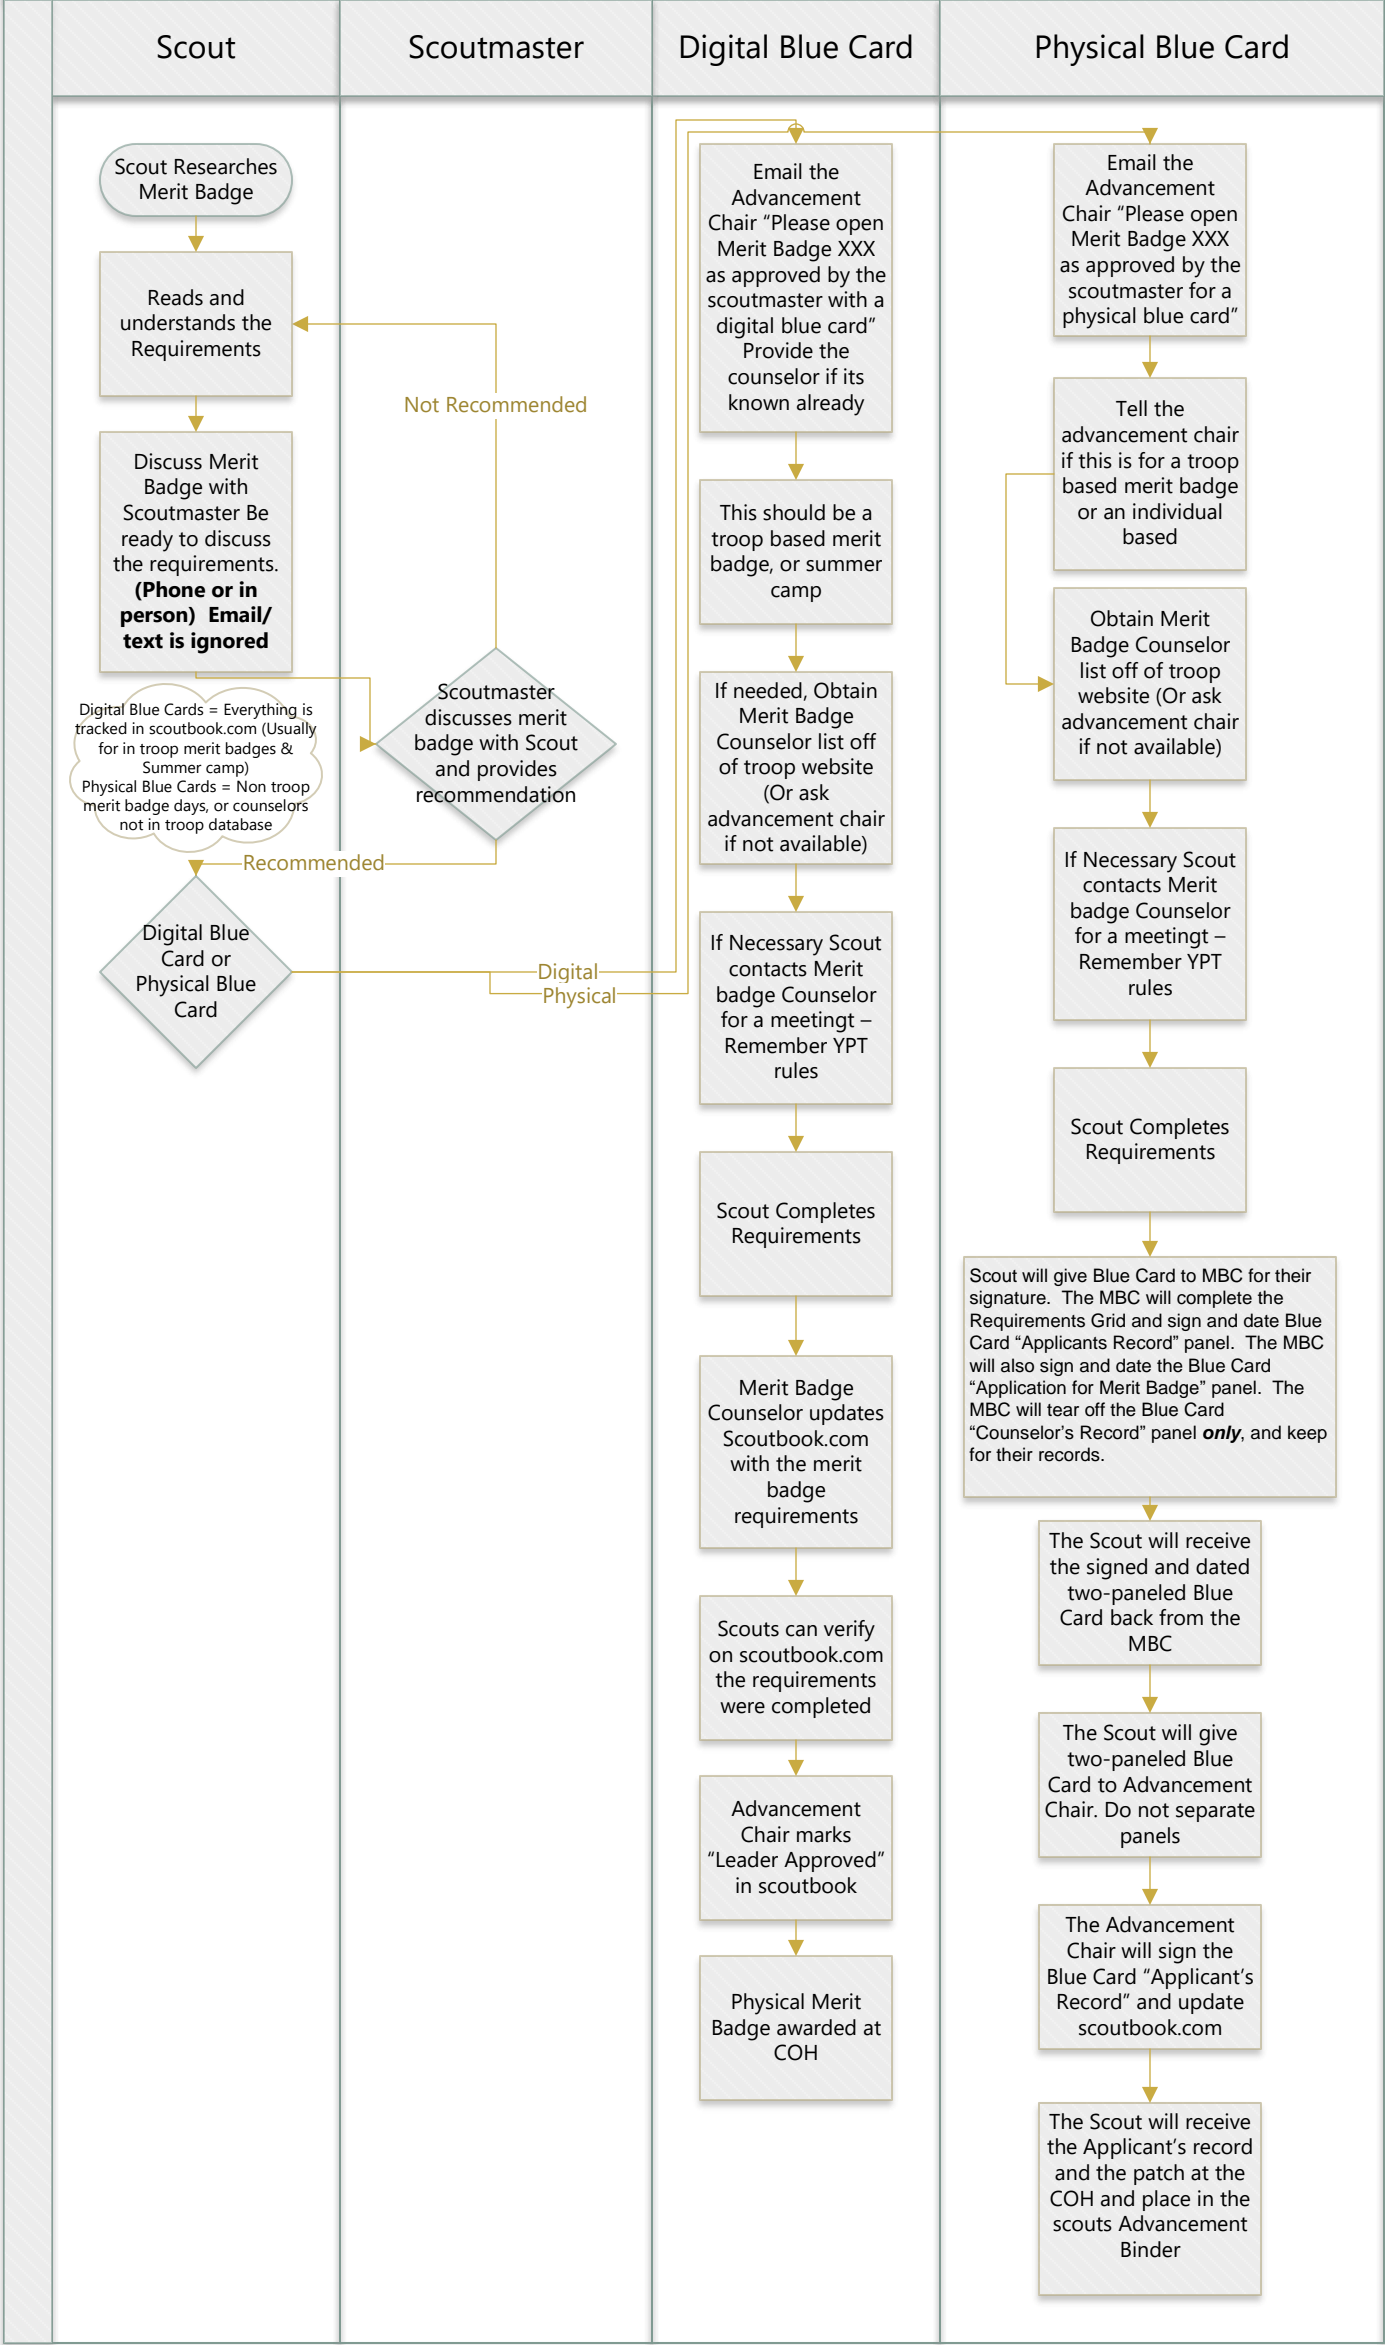 Scout
Scoutmaster
Digital Blue Card
Physical Blue Card
Scout Researches
Merit Badge
Reads and
understands the
Requirements
Discuss Merit
Badge with
Scoutmaster Be
ready to discuss
the requirements.
(Phone or in
person)  Email/
text is ignored
Digital Blue Cards = Everything is
tracked in scoutbook.com (Usually
for in troop merit badges &
Summer camp)
Physical Blue Cards = Non troop
merit badge days, or counselors
not in troop database
Recommended
Digital Blue
Card or
Physical Blue
Card
Not Recommended
Scoutmaster
discusses merit
badge with Scout
and provides
recommendation
Digital
Physical
Email the
Advancement
Chair “Please open
Merit Badge XXX
as approved by the
scoutmaster with a
digital blue card”
Provide the
counselor if its
known already
This should be a
troop based merit
badge, or summer
camp
If needed, Obtain
Merit Badge
Counselor list off
of troop website
(Or ask
advancement chair
if not available)
If Necessary Scout
contacts Merit
badge Counselor
for a meetingt –
Remember YPT
rules
Scout Completes
Requirements
Merit Badge
Counselor updates
Scoutbook.com
with the merit
badge
requirements
Scouts can verify
on scoutbook.com
the requirements
were completed
Advancement
Chair marks
“Leader Approved”
in scoutbook
Physical Merit
Badge awarded at
COH
Email the
Advancement
Chair “Please open
Merit Badge XXX
as approved by the
scoutmaster for a
physical blue card”
Tell the
advancement chair
if this is for a troop
based merit badge
or an individual
based
Obtain Merit
Badge Counselor
list off of troop
website (Or ask
advancement chair
if not available)
If Necessary Scout
contacts Merit
badge Counselor
for a meetingt –
Remember YPT
rules
Scout Completes
Requirements
Scout will give Blue Card to MBC for their
signature.  The MBC will complete the
Requirements Grid and sign and date Blue
Card “Applicants Record” panel.  The MBC
will also sign and date the Blue Card
“Application for Merit Badge” panel.  The
MBC will tear off the Blue Card
“Counselor’s Record” panel only, and keep
for their records.
The Scout will receive
the signed and dated
two-paneled Blue
Card back from the
MBC
The Scout will give
two-paneled Blue
Card to Advancement
Chair. Do not separate
panels
The Advancement
Chair will sign the
Blue Card “Applicant’s
Record” and update
scoutbook.com
The Scout will receive
the Applicant’s record
and the patch at the
COH and place in the
scouts Advancement
Binder